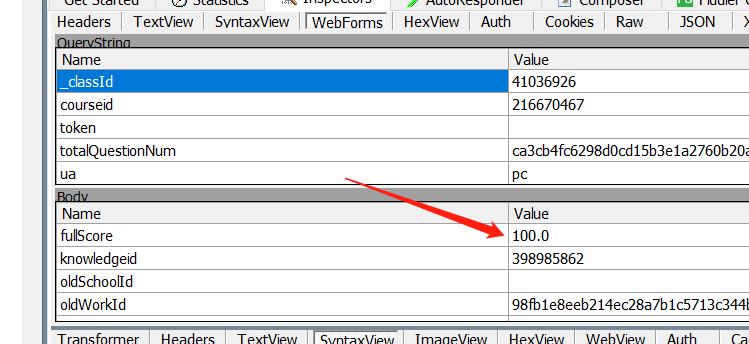 Get Started Statistics Inspectors AutoResponder Composer Fiddler
Headers TextView SyntaxView WebForms HexView Auth Cookies Raw JSON
QueryString
Name Value
_classId 41036926
courseid 216670467
token
totalQuestionNum ca3cb4fc6298d0cd15b3e1a2760b20a
ua pc
Body
Name Value
fullScore 100.0
knowledgeid 398985862
oldSchoolId
oldWorkId 98fb1e8eeb214ec28a7b1c5713c344b
Transformer Headers TextView SyntaxView ImageView HexView WebView Auth Ca